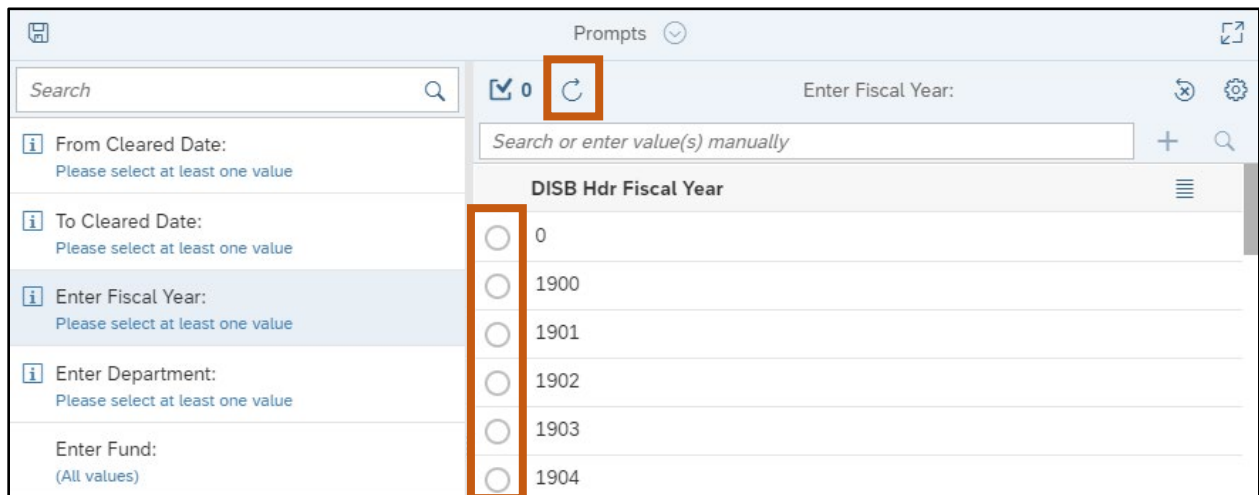 Prompts
Search
0
Enter Fiscal Year:
i From Cleared Date:
Please select at least one value
i To Cleared Date:
Please select at least one value
i Enter Fiscal Year:
Please select at least one value
i Enter Department:
Please select at least one value
Enter Fund:
(All values)
Search or enter value(s) manually
DISB Hdr Fiscal Year
0
1900
1901
1902
1903
1904